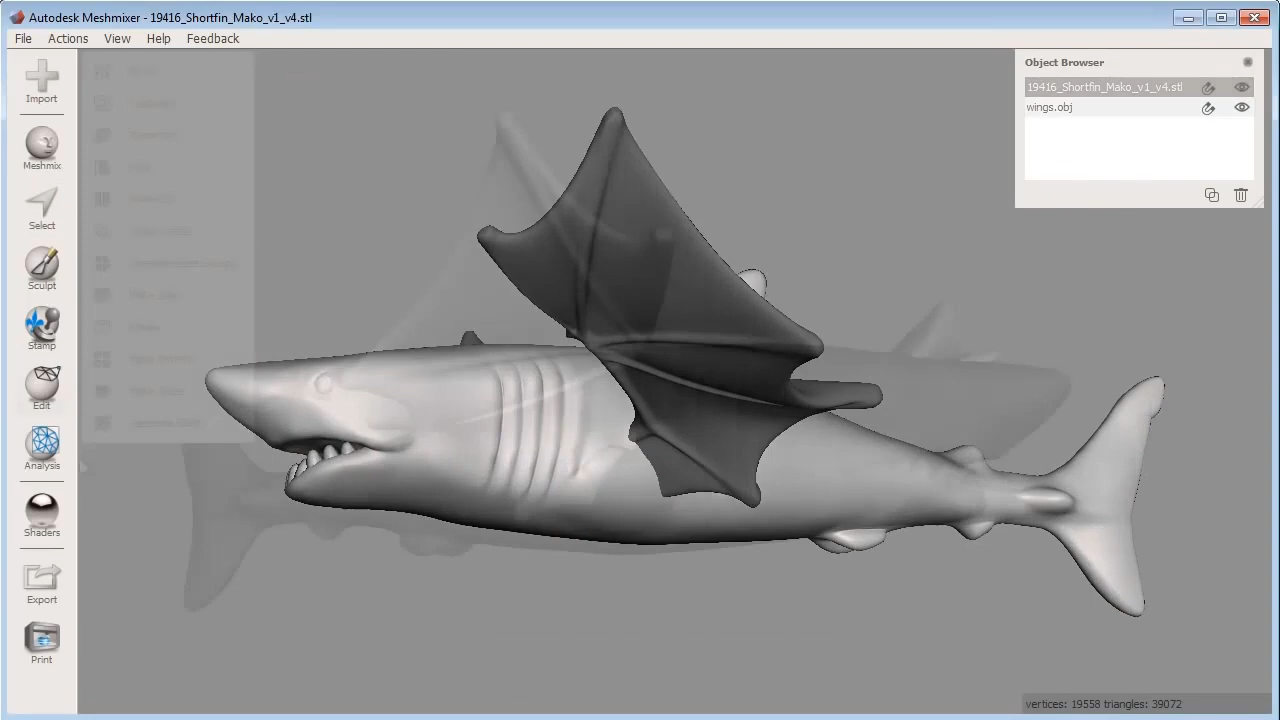 Autodesk Meshmixer - 19416_Shortfin_Mako_v1_v4.stl
File Actions View Help Feedback
Import
Meshmix
Select
Sculpt
Stamp
Edit
Analysis
Shaders
Export
Print
Object Browser
19416_Shortfin_Mako_v1_v4.stl
wings.obj
vertices: 19558 triangles: 39072